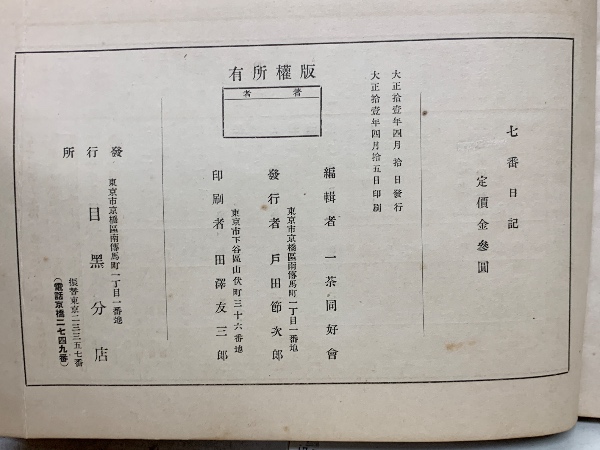 七番日記
定價金參圓
大正拾壹年四月拾日發行
大正拾壹年四月拾五日印刷
版權所有
著者
編輯者 一茶同好會
東京市京橋區南傳馬町二丁目一番地
發行者 戶田節次郎
東京市下谷區山伏町三十六番地
印刷者 田澤友三郎
發行所
東京市京橋區南傳馬町二丁目一番地
目黑分店
振替東京二三三五七番
(電話京橋二七四九番)